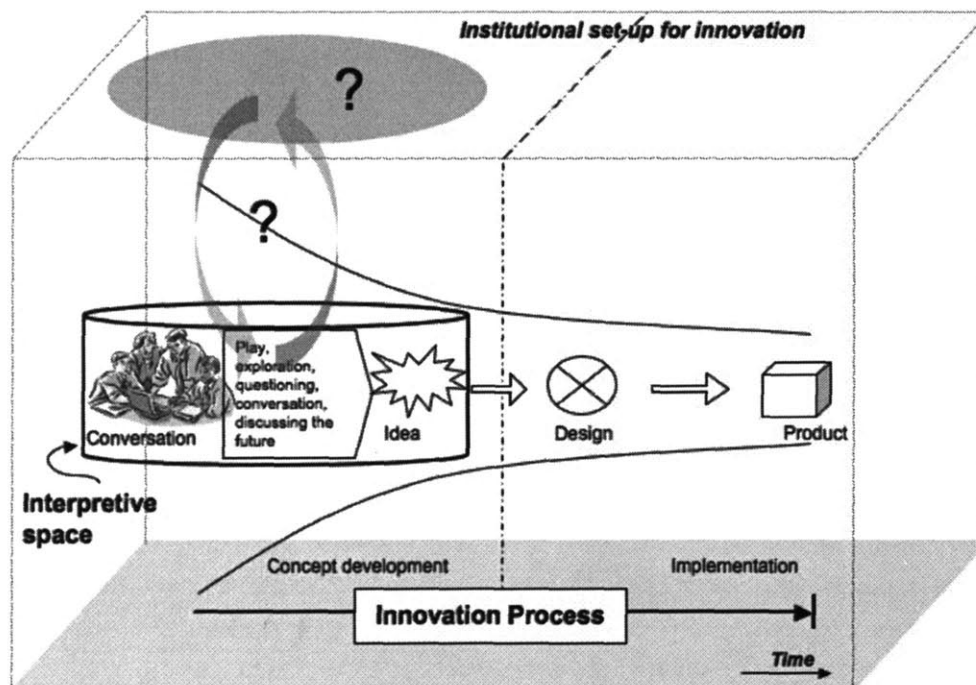 Institutional set-up for innovation
?
?
Play,
exploration,
questioning,
conversation,
discussing the
future
Conversation
Idea
Design
Product
Interpretive
space
Concept development
Implementation
Innovation Process
Time